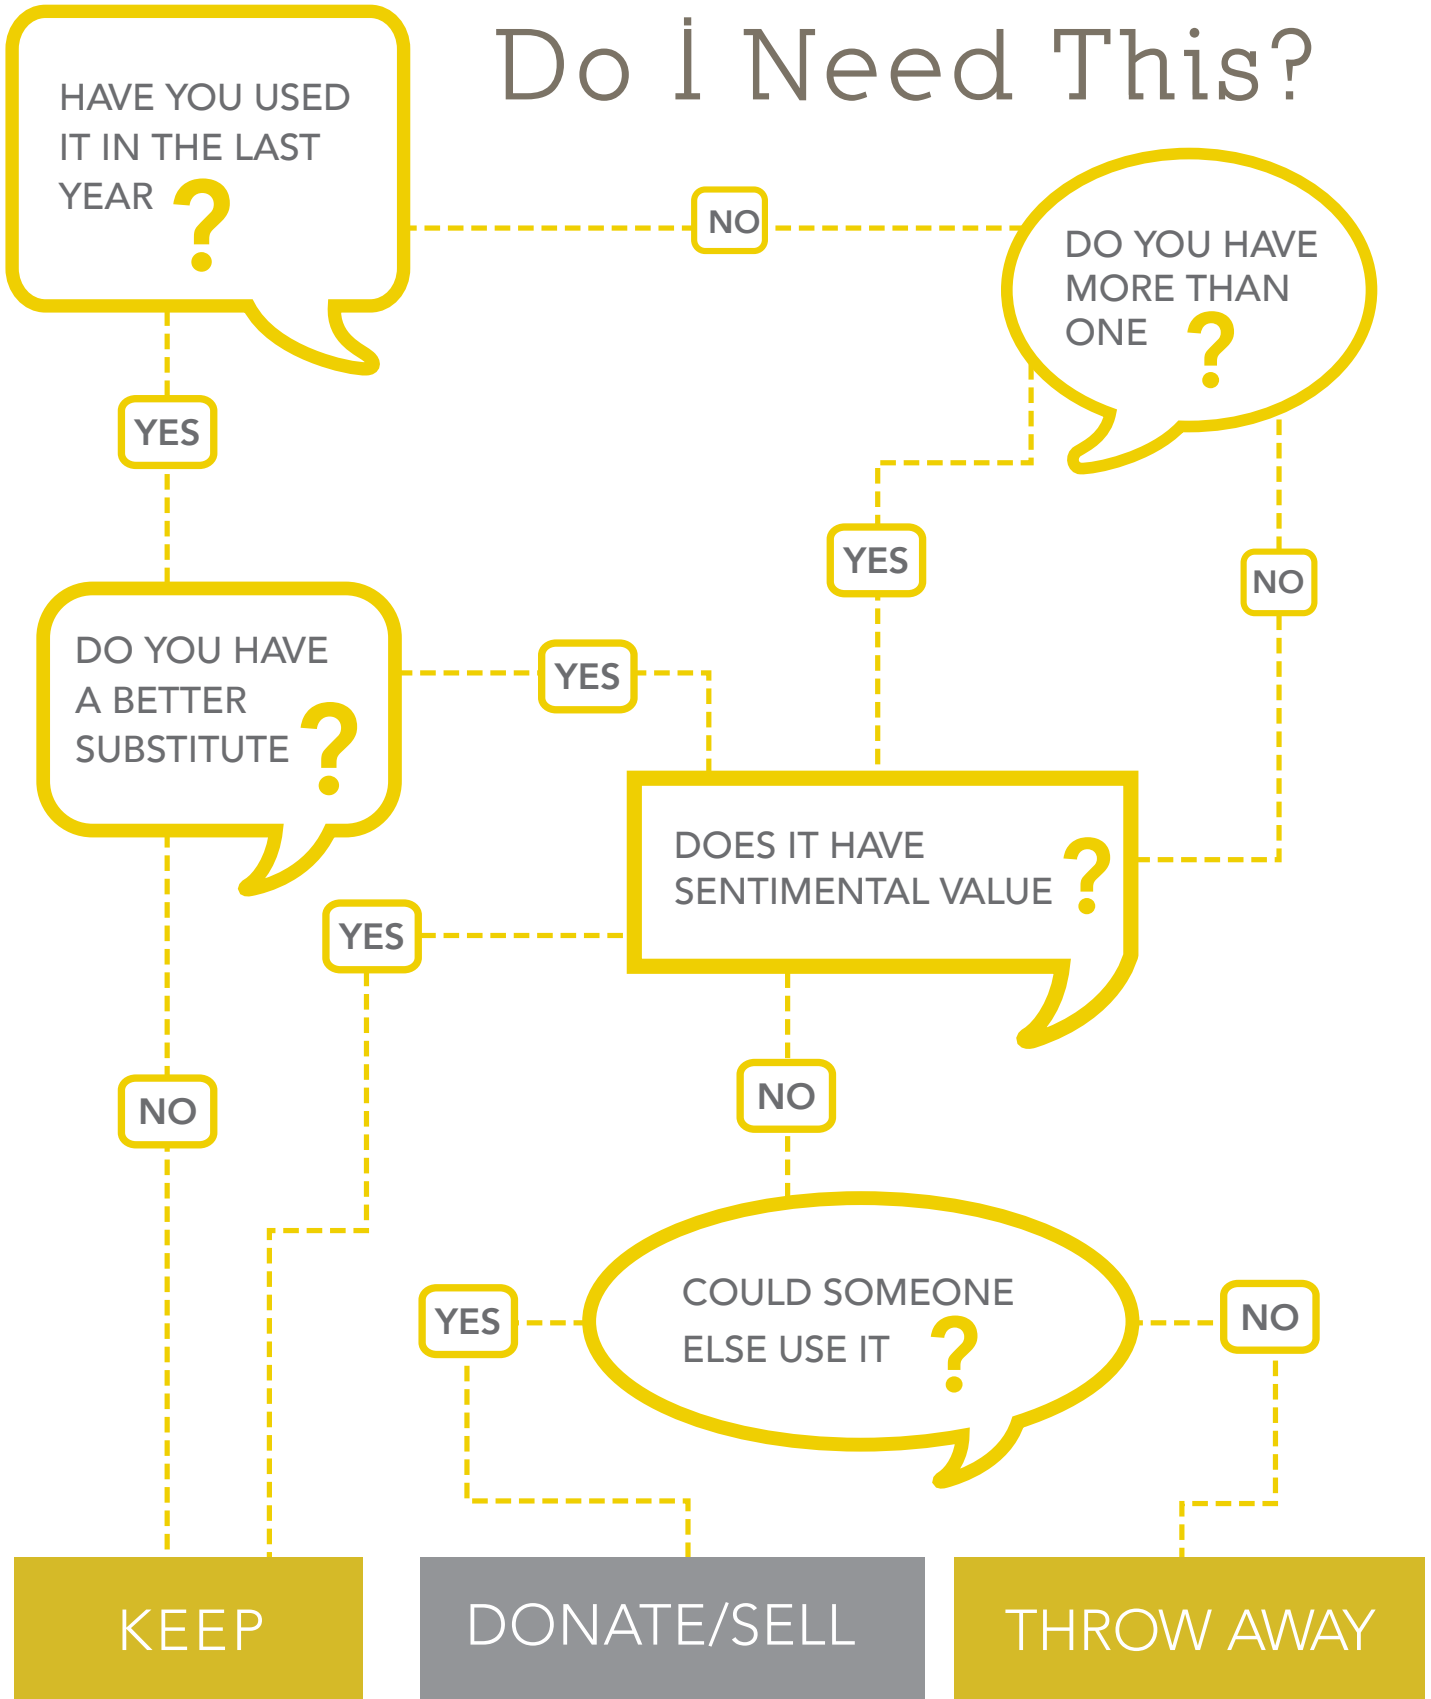 Do İ Need This?
HAVE YOU USED
IT IN THE LAST
YEAR ?
NO
DO YOU HAVE
MORE THAN
ONE ?
YES
YES
NO
DO YOU HAVE
A BETTER
SUBSTITUTE ?
YES
DOES IT HAVE
SENTIMENTAL VALUE ?
YES
NO
NO
COULD SOMEONE
ELSE USE IT ?
YES
NO
KEEP
DONATE/SELL
THROW AWAY